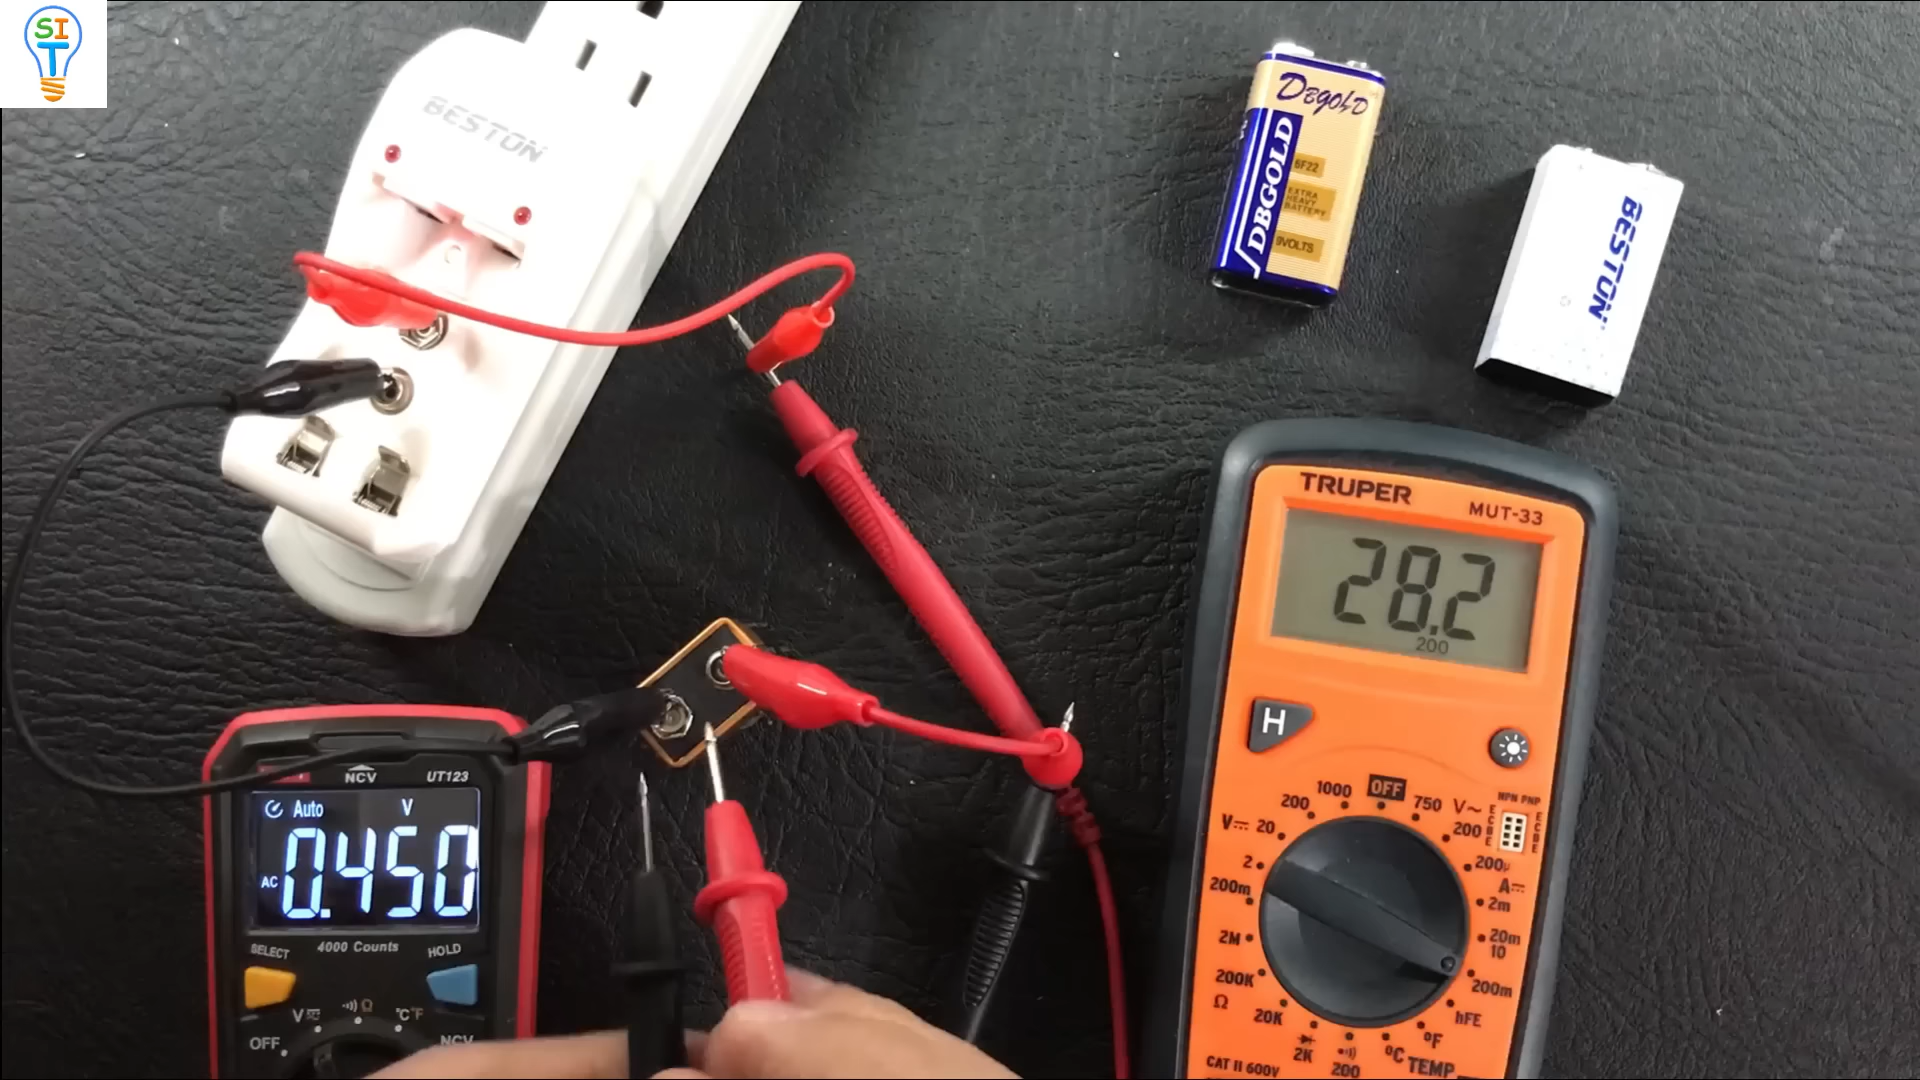 SI
T
BESTON
DBgolD
DBGOLD
6F22
EXTRA
HEAVY
BATTERY
9VOLTS
BESTON
TRUPER
MUT-33
28.2
200
H
OFF
1000
750
V~
200
200
V⎓
20
2
200m
2M
200K
Ω
20K
2K
200
°C
TEMP
°F
hFE
200m
20m
10
2m
A⎓
200µ
NPN PNP
E
C
B
E
E
C
B
E
CAT II 600V
NCV
UT123
Auto
V
AC
0.450
SELECT
4000 Counts
HOLD
V
Ω
°C°F
OFF
NCV